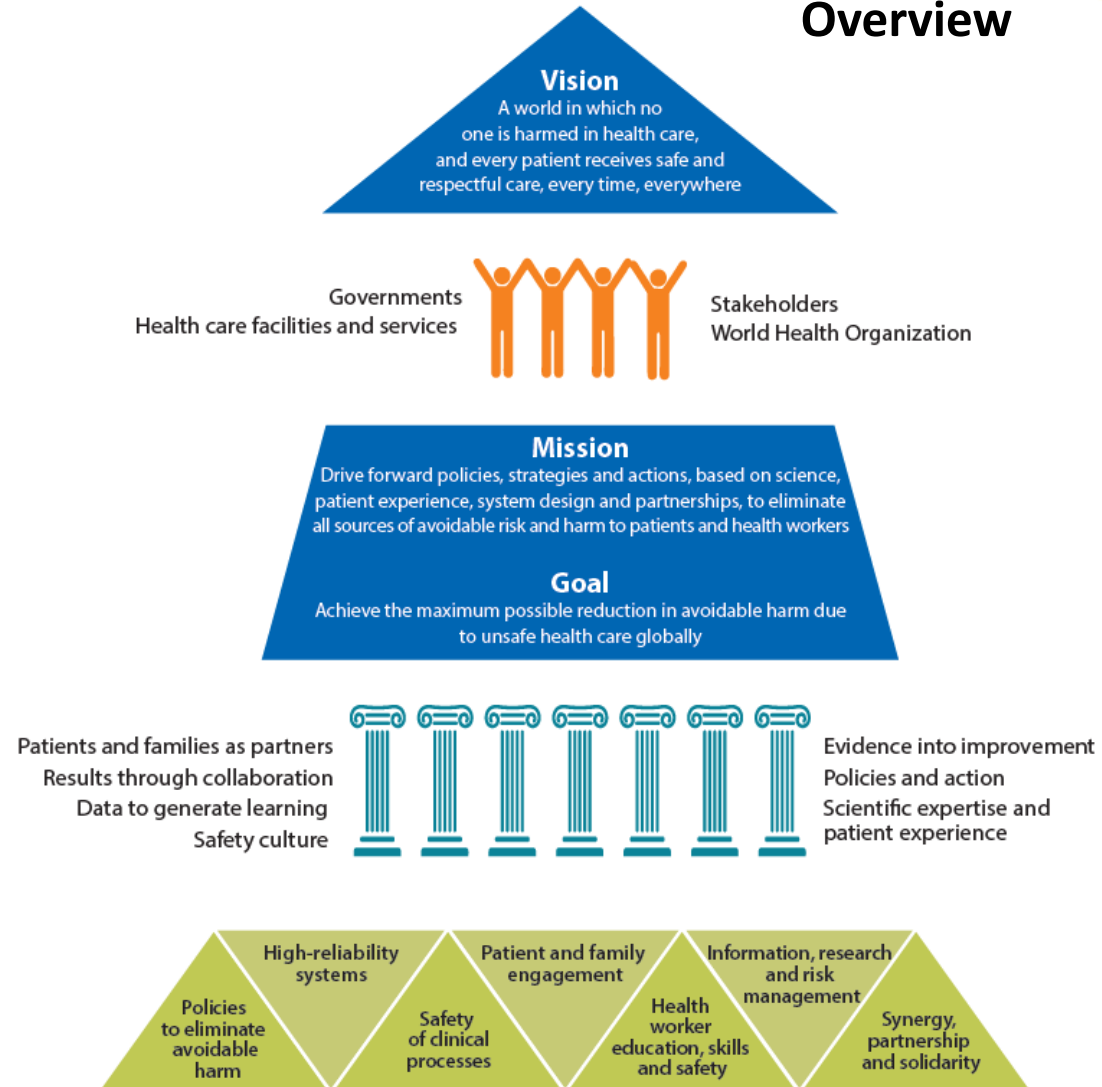 Overview
Vision
A world in which no
one is harmed in health care,
and every patient receives safe and
respectful care, every time, everywhere
Governments
Health care facilities and services
Stakeholders
World Health Organization
Mission
Drive forward policies, strategies and actions, based on science,
patient experience, system design and partnerships, to eliminate
all sources of avoidable risk and harm to patients and health workers
Goal
Achieve the maximum possible reduction in avoidable harm due
to unsafe health care globally
Patients and families as partners
Results through collaboration
Data to generate learning
Safety culture
Evidence into improvement
Policies and action
Scientific expertise and
patient experience
Policies
to eliminate
avoidable
harm
High-reliability
systems
Safety
of clinical
processes
Patient and family
engagement
Health
worker
education, skills
and safety
Information, research
and risk
management
Synergy,
partnership
and solidarity